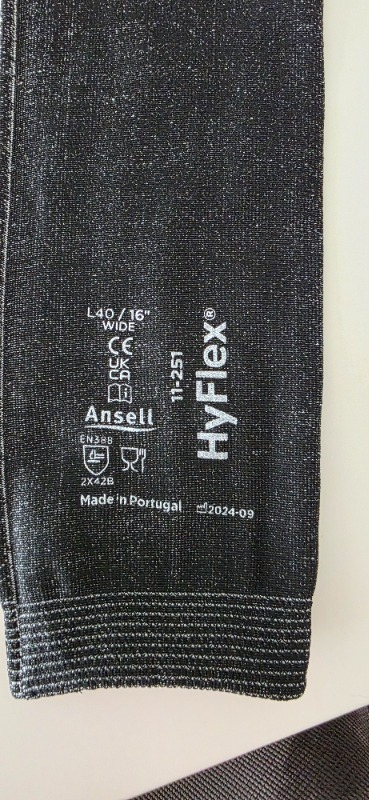 L40 / 16"
WIDE
CE
UK
CA
Ansell
EN388
2X42B
Made in Portugal
2024-09
11-251
HyFlex®